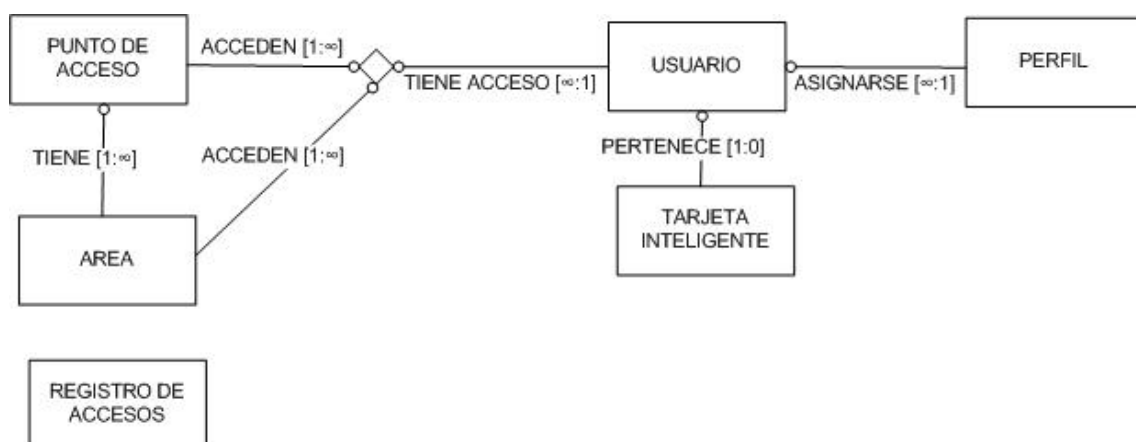 PUNTO DE
ACCESO
ACCEDEN [1:∞]
TIENE ACCESO [∞:1]
USUARIO
ASIGNARSE [∞:1]
PERFIL
TIENE [1:∞]
ACCEDEN [1:∞]
PERTENECE [1:0]
AREA
TARJETA
INTELIGENTE
REGISTRO DE
ACCESOS